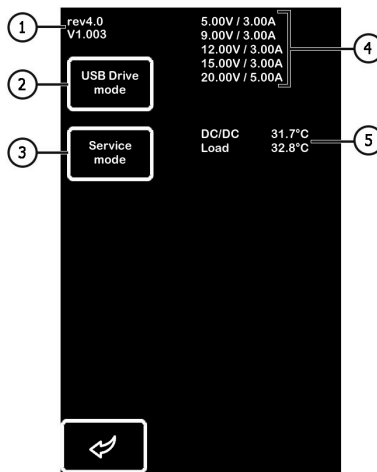 1
rev4.0
V1.003
5.00V / 3.00A
9.00V / 3.00A
12.00V / 3.00A
15.00V / 3.00A
20.00V / 5.00A
4
2
USB Drive
mode
3
Service
mode
DC/DC 31.7°C
Load 32.8°C
5